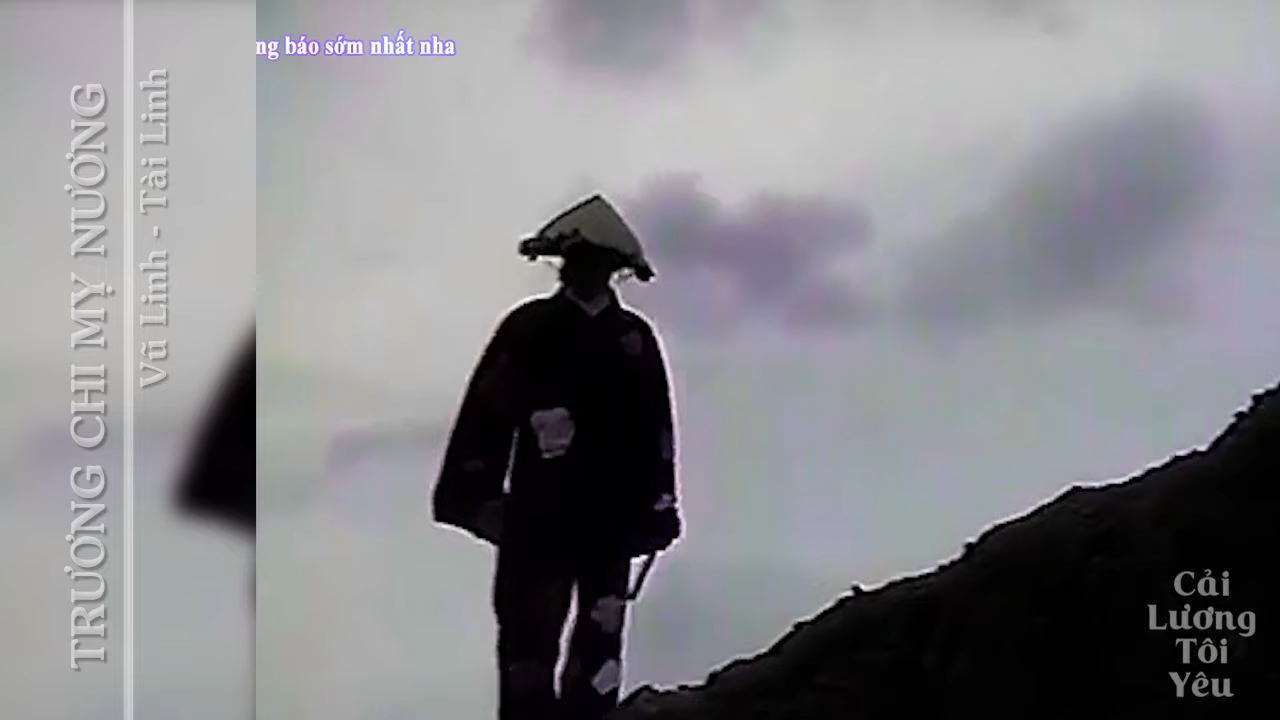 ng báo sớm nhất nha
TRƯƠNG CHI MỴ NƯƠNG
Vũ Linh - Tài Linh
Cải
Lương
Tôi
Yêu